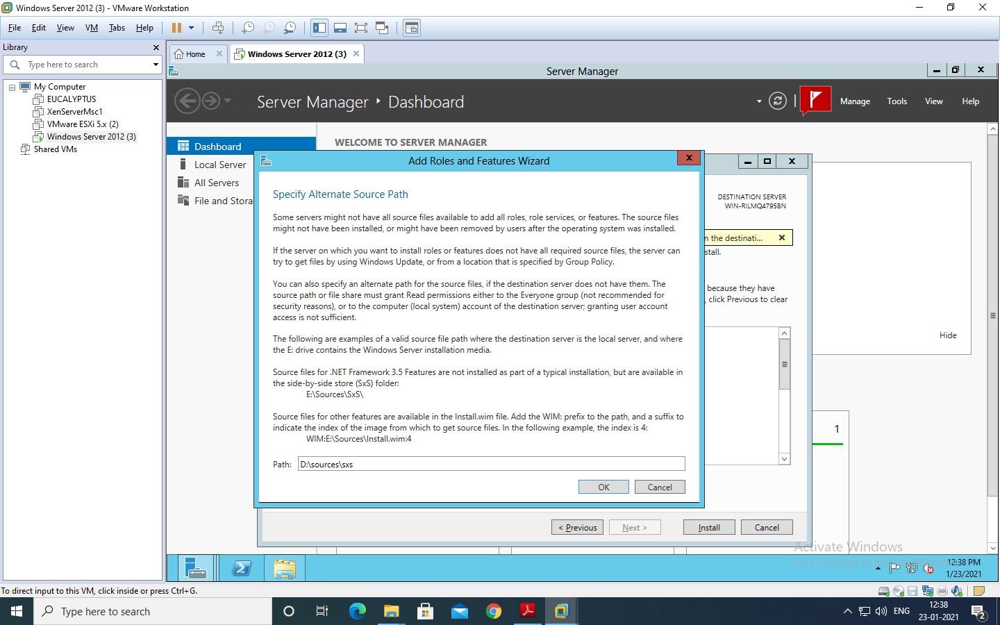 Windows Server 2012 (3) - VMware Workstation
File Edit View VM Tabs Help
Library
Type here to search
My Computer
EUCALYPTUS
XenServerMsc1
VMware ESXi 5.x (2)
Windows Server 2012 (3)
Shared VMs
Home
Windows Server 2012 (3)
Server Manager
Server Manager Dashboard
Manage Tools View Help
Dashboard
Local Server
All Servers
File and Stora
WELCOME TO SERVER MANAGER
Add Roles and Features Wizard
Specify Alternate Source Path
Some servers might not have all source files available to add all roles, role services, or features. The source files
might not have been installed, or might have been removed by users after the operating system was installed.
If the server on which you want to install roles or features does not have all required source files, the server can
try to get files by using Windows Update, or from a location that is specified by Group Policy.
You can also specify an alternate path for the source files, if the destination server does not have them. The
source path or file share must grant Read permissions either to the Everyone group (not recommended for
security reasons), or to the computer (local system) account of the destination server; granting user account
access is not sufficient.
The following are examples of a valid source file path where the destination server is the local server, and where
the E: drive contains the Windows Server installation media.
Source files for .NET Framework 3.5 Features are not installed as part of a typical installation, but are available in
the side-by-side store (SxS) folder:
E:\Sources\SxS\
Source files for other features are available in the Install.wim file. Add the WIM: prefix to the path, and a suffix to
indicate the index of the image from which to get source files. In the following example, the index is 4:
WIM:E:\Sources\Install.wim:4
Path: D:\sources\sxs
OK Cancel
DESTINATION SERVER
WIN-RILMQ4795BN
n the destinati...
stall.
because they have
, click Previous to clear
Hide
1
< Previous Next > Install Cancel
Activate Windows
Go to Settings to
12:38 PM
1/23/2021
To direct input to this VM, click inside or press Ctrl+G.
Type here to search
ENG
12:38
23-01-2021
2